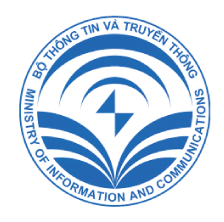 BỘ THÔNG TIN VÀ TRUYỀN THÔNG
MINISTRY OF INFORMATION AND COMMUNICATIONS